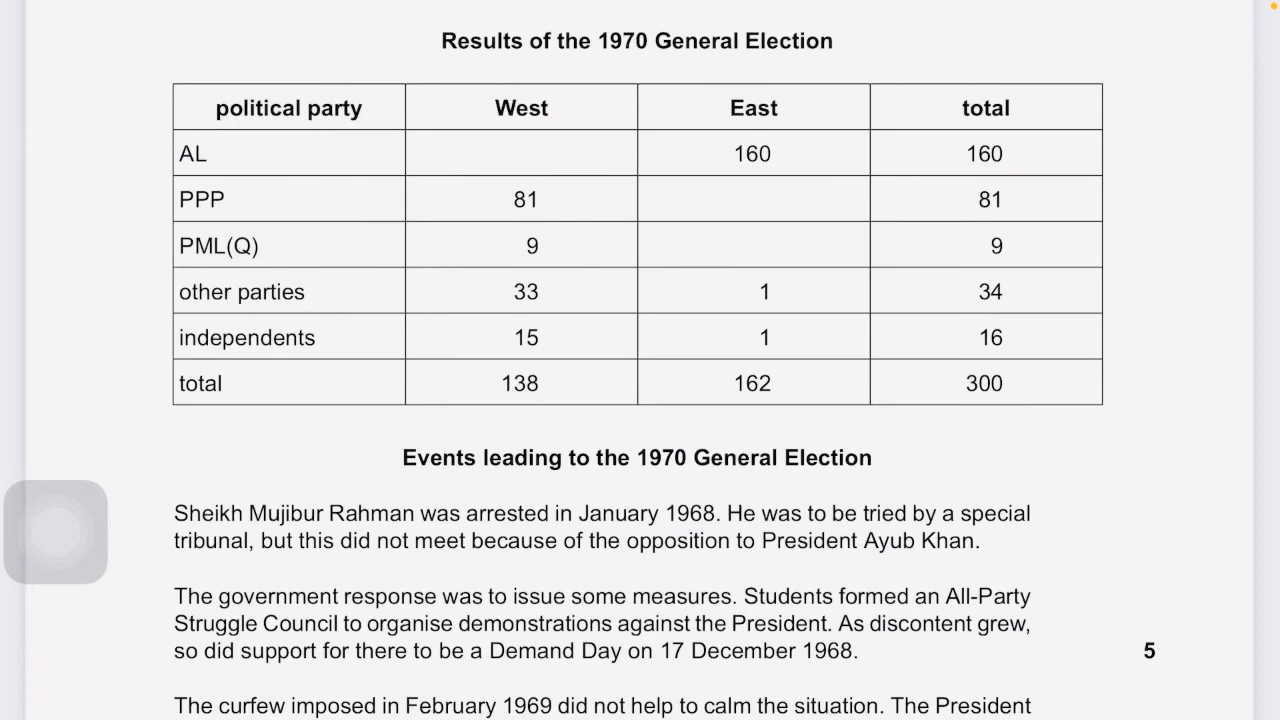 Results of the 1970 General Election
political party West East total
AL 160 160
PPP 81 81
PML(Q) 9 9
other parties 33 1 34
independents 15 1 16
total 138 162 300
Events leading to the 1970 General Election
Sheikh Mujibur Rahman was arrested in January 1968. He was to be tried by a special
tribunal, but this did not meet because of the opposition to President Ayub Khan.
The government response was to issue some measures. Students formed an All-Party
Struggle Council to organise demonstrations against the President. As discontent grew,
so did support for there to be a Demand Day on 17 December 1968. 5
The curfew imposed in February 1969 did not help to calm the situation. The President